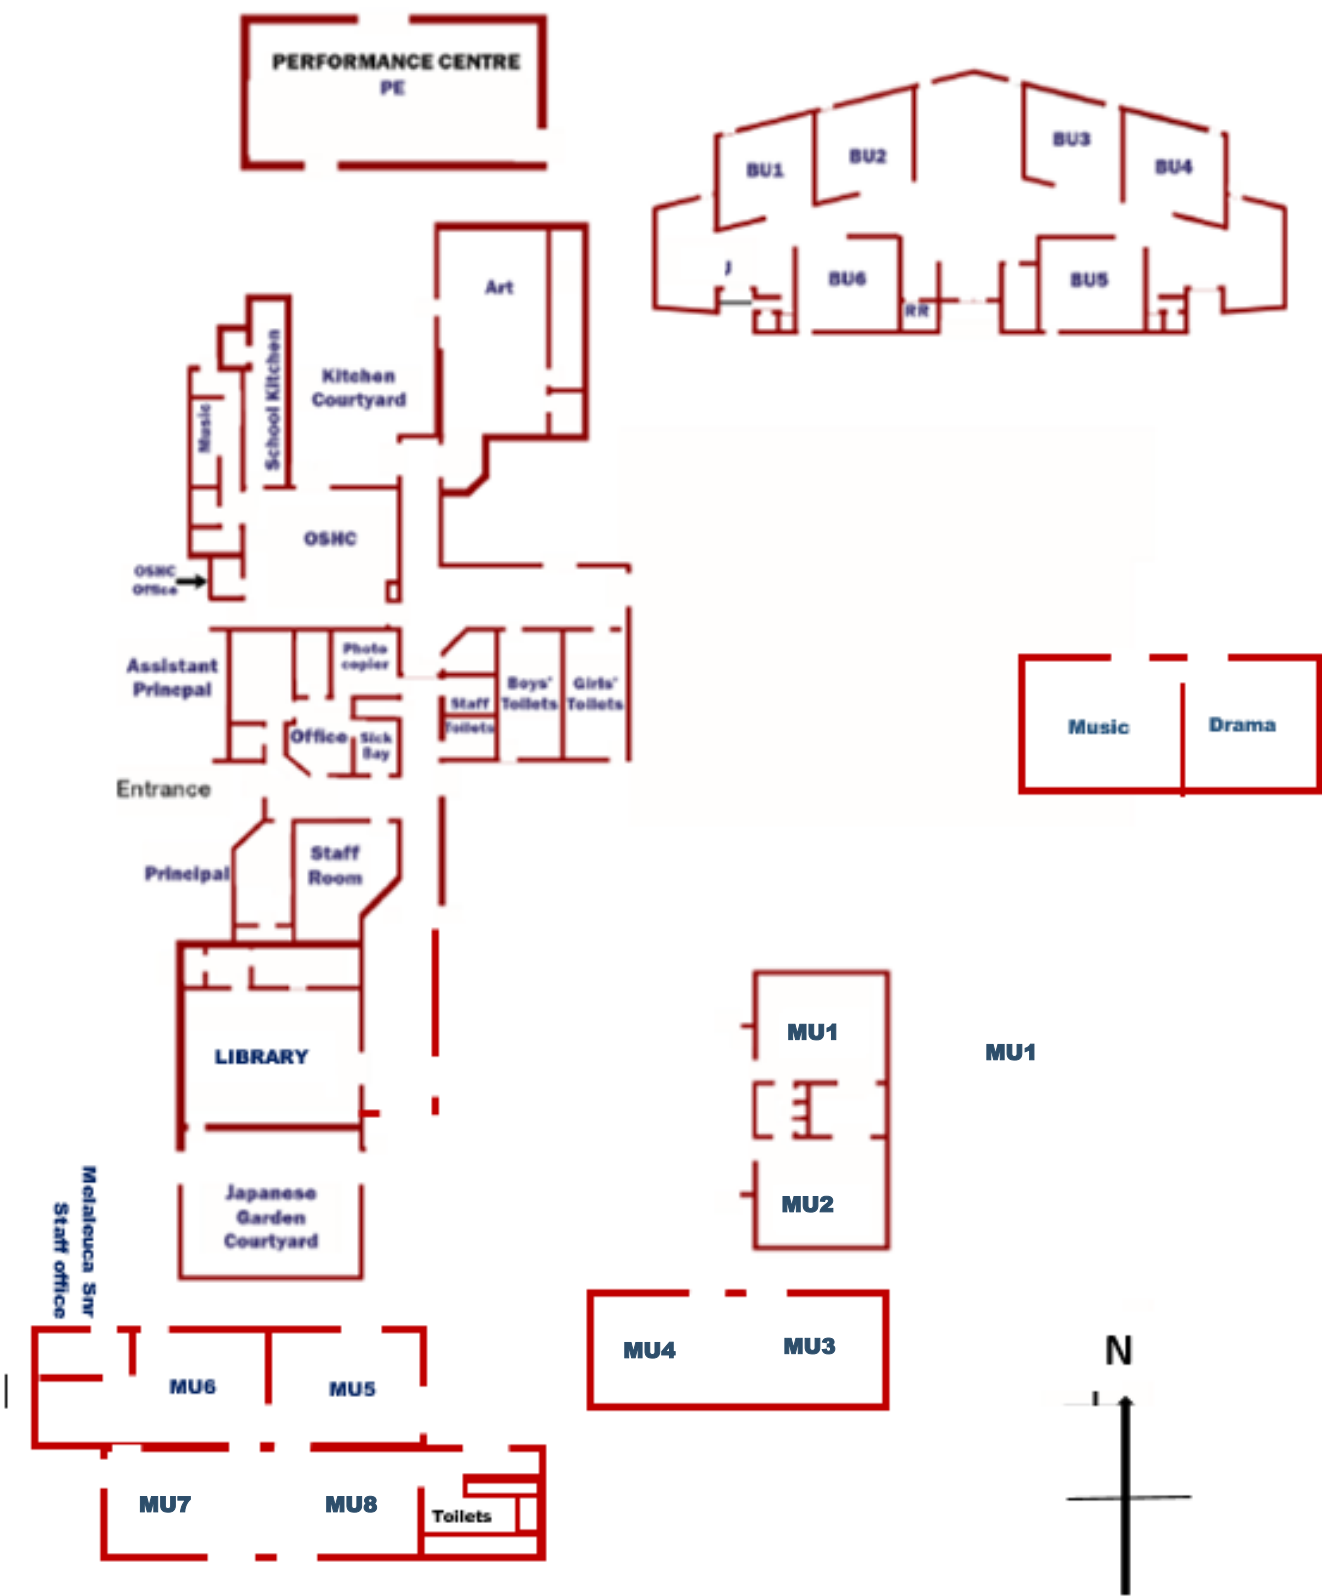 PERFORMANCE CENTRE
PE
BU1
BU2
BU3
BU4
BU6
RR
BU5
Art
Kitchen
Courtyard
School Kitchen
Music
OSHC
OSHC
Office
Assistant
Princpal
Photo
copier
Office
Sick
Bay
Staff
Toilets
Boys'
Toilets
Girls'
Toilets
Music
Drama
Entrance
Principal
Staff
Room
LIBRARY
MU1
MU1
MU2
Japanese
Garden
Courtyard
Melaleuca Snr
Staff office
MU4
MU3
MU6
MU5
MU7
MU8
Toilets
N